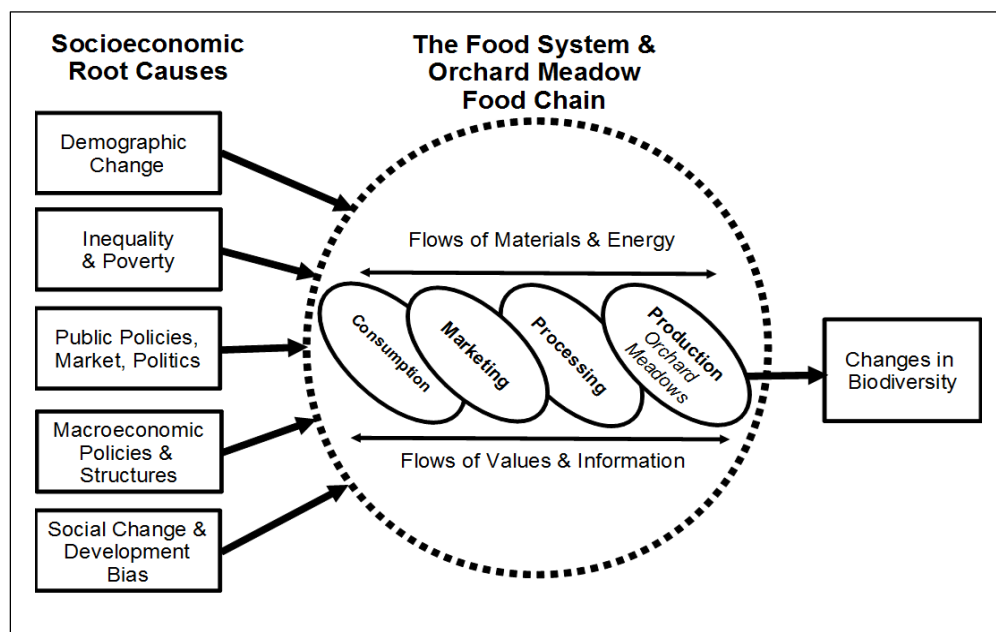 Socioeconomic
Root Causes
The Food System &
Orchard Meadow
Food Chain
Demographic
Change
Inequality
& Poverty
Public Policies,
Market, Politics
Macroeconomic
Policies &
Structures
Social Change &
Development
Bias
Flows of Materials & Energy
Consumption
Marketing
Processing
Production
Orchard
Meadows
Flows of Values & Information
Changes in
Biodiversity